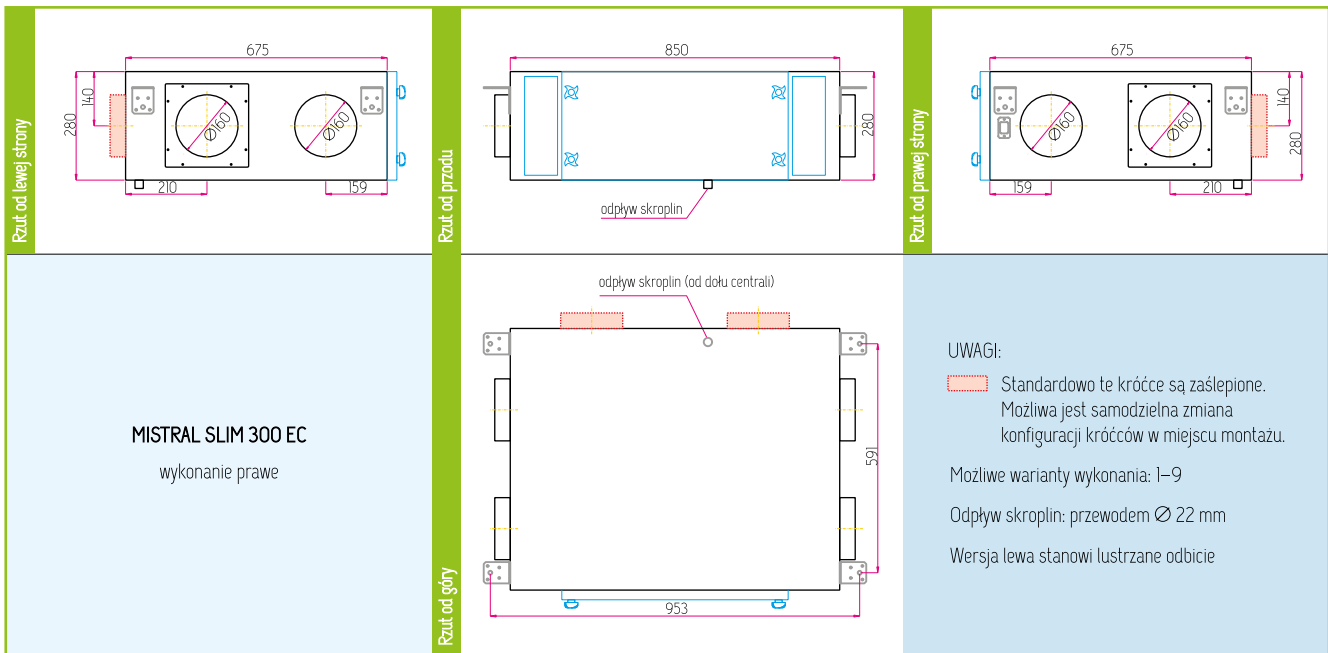 Rzut od lewej strony
675
280
140
Ø160
Ø160
210
159
Rzut od przodu
850
280
odpływ skroplin
Rzut od prawej strony
675
Ø160
Ø160
140
280
159
210
MISTRAL SLIM 300 EC
wykonanie prawe
Rzut od góry
odpływ skroplin (od dołu centrali)
591
953
UWAGI:
Standardowo te króćce są zaślepione.
Możliwa jest samodzielna zmiana
konfiguracji króćców w miejscu montażu.
Możliwe warianty wykonania: 1–9
Odpływ skroplin: przewodem Ø 22 mm
Wersja lewa stanowi lustrzane odbicie